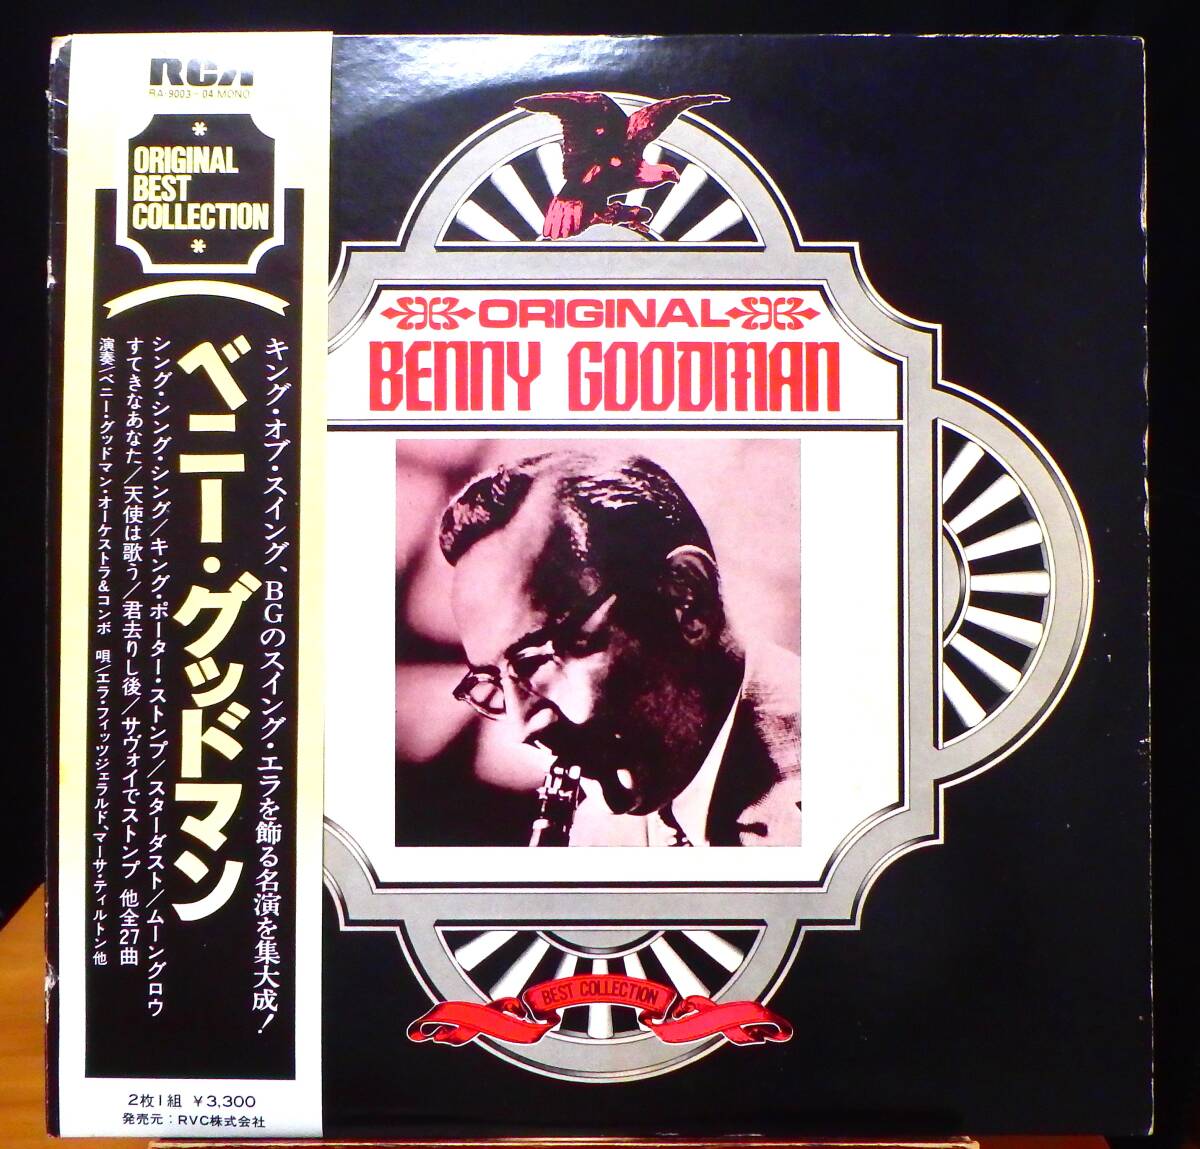 RCA
RA-9003~04 MONO
ORIGINAL
BEST
COLLECTION
キング・オブ・スイング、BGのスイング・エラを飾る名演を集大成!
ベニー・グッドマン
シング・シング・シング/キング・ポーター・ストンプ/スターダスト/ムーングロウ
すてきなあなた/天使は歌う/君去りし後/サヴォイでストンプ 他全27曲
演奏/ベニー・グッドマン・オーケストラ&コンボ 唄/エラ・フィッツジェラルド、マーサ・ティルトン他
2枚1組 ¥3,300
発売元:RVC株式会社
ORIGINAL
BENNY GOODMAN
BEST COLLECTION